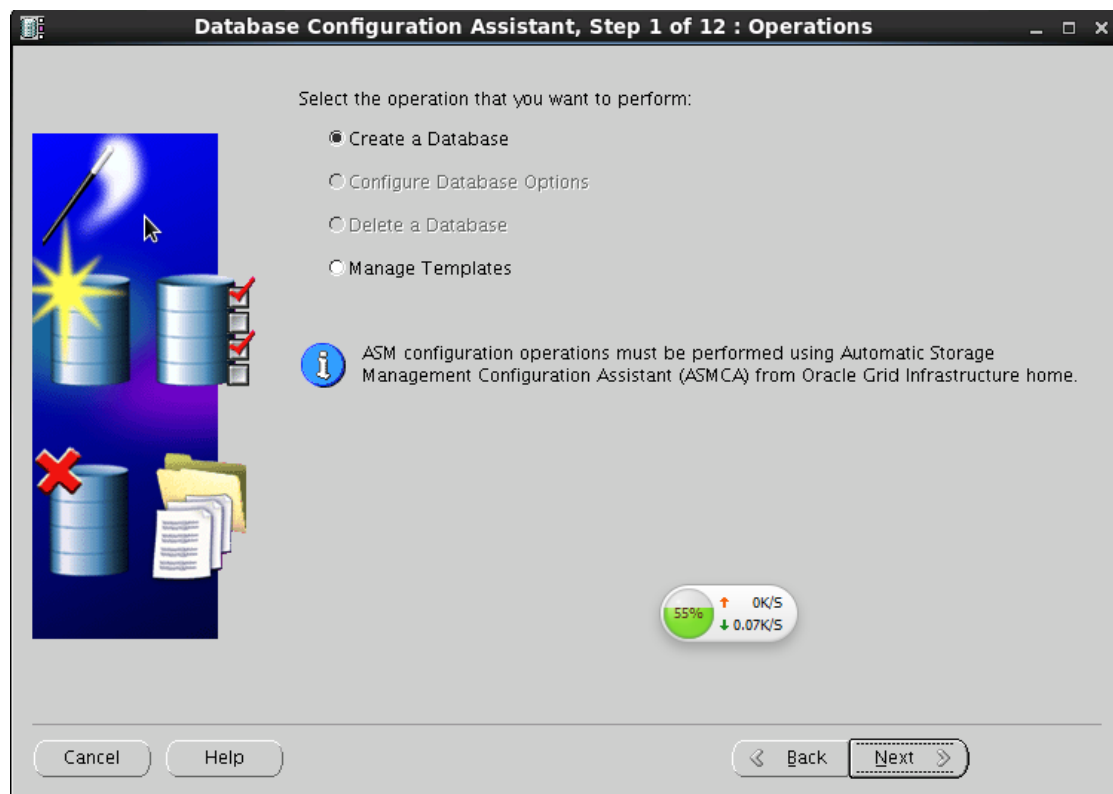 Database Configuration Assistant, Step 1 of 12 : Operations
Select the operation that you want to perform:
Create a Database
Configure Database Options
Delete a Database
Manage Templates
ASM configuration operations must be performed using Automatic Storage
Management Configuration Assistant (ASMCA) from Oracle Grid Infrastructure home.
55%
0K/S
0.07K/S
Cancel
Help
Back
Next